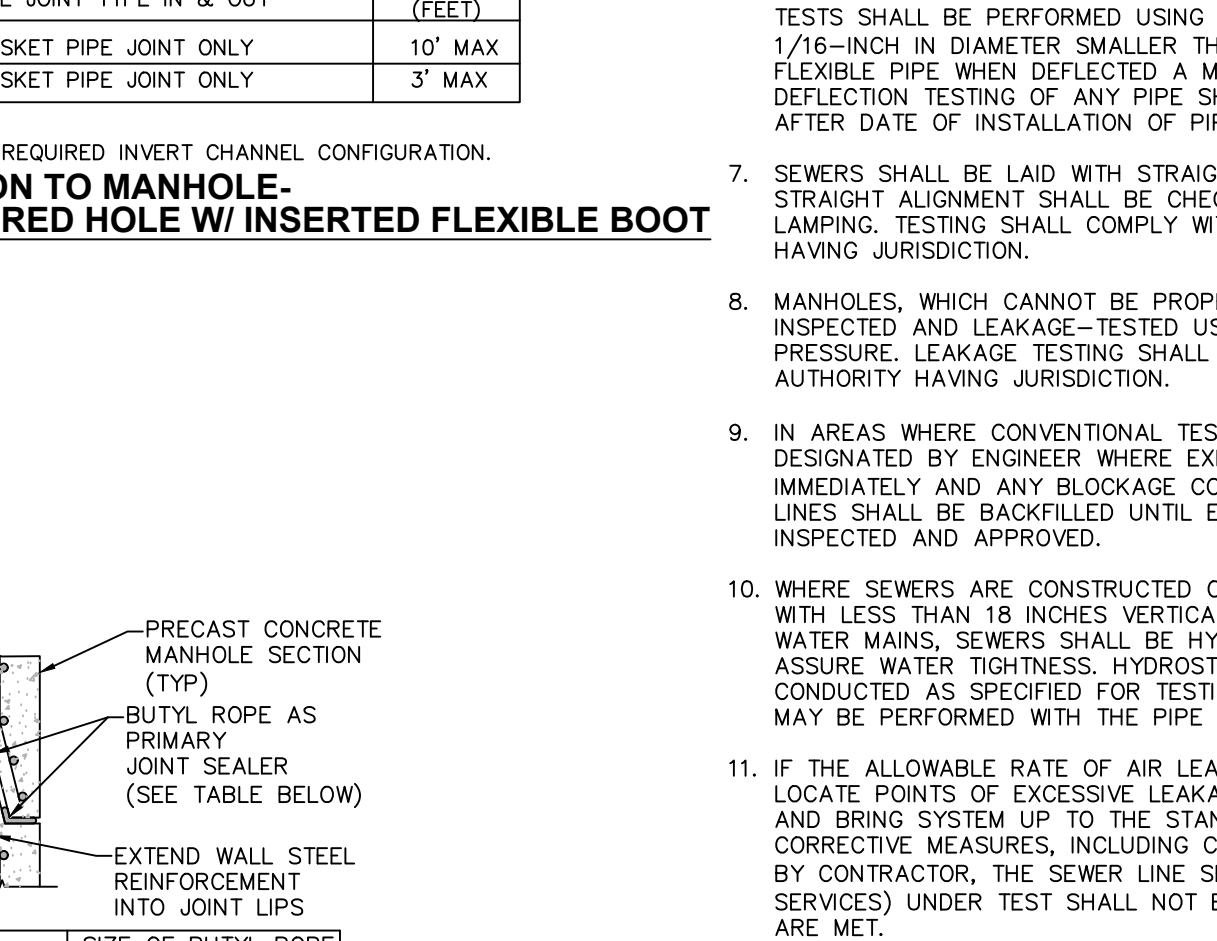 JOINT TYPE IN & OUT
(FEET)
SKET PIPE JOINT ONLY 10' MAX
SKET PIPE JOINT ONLY 3' MAX
REQUIRED INVERT CHANNEL CONFIGURATION.
ON TO MANHOLE-
RED HOLE W/ INSERTED FLEXIBLE BOOT
PRECAST CONCRETE
MANHOLE SECTION
(TYP)
BUTYL ROPE AS
PRIMARY
JOINT SEALER
(SEE TABLE BELOW)
EXTEND WALL STEEL
REINFORCEMENT
INTO JOINT LIPS
SIZE OF BUTYL ROPE
TESTS SHALL BE PERFORMED USING
1/16-INCH IN DIAMETER SMALLER TH
FLEXIBLE PIPE WHEN DEFLECTED A M
DEFLECTION TESTING OF ANY PIPE SH
AFTER DATE OF INSTALLATION OF PIP
7. SEWERS SHALL BE LAID WITH STRAIG
STRAIGHT ALIGNMENT SHALL BE CHEC
LAMPING. TESTING SHALL COMPLY WIT
HAVING JURISDICTION.
8. MANHOLES, WHICH CANNOT BE PROP
INSPECTED AND LEAKAGE-TESTED US
PRESSURE. LEAKAGE TESTING SHALL
AUTHORITY HAVING JURISDICTION.
9. IN AREAS WHERE CONVENTIONAL TES
DESIGNATED BY ENGINEER WHERE EX
IMMEDIATELY AND ANY BLOCKAGE CO
LINES SHALL BE BACKFILLED UNTIL E
INSPECTED AND APPROVED.
10. WHERE SEWERS ARE CONSTRUCTED
WITH LESS THAN 18 INCHES VERTICA
WATER MAINS, SEWERS SHALL BE HY
ASSURE WATER TIGHTNESS. HYDROST
CONDUCTED AS SPECIFIED FOR TESTI
MAY BE PERFORMED WITH THE PIPE
11. IF THE ALLOWABLE RATE OF AIR LEA
LOCATE POINTS OF EXCESSIVE LEAKA
AND BRING SYSTEM UP TO THE STAN
CORRECTIVE MEASURES, INCLUDING C
BY CONTRACTOR, THE SEWER LINE S
SERVICES) UNDER TEST SHALL NOT
ARE MET.